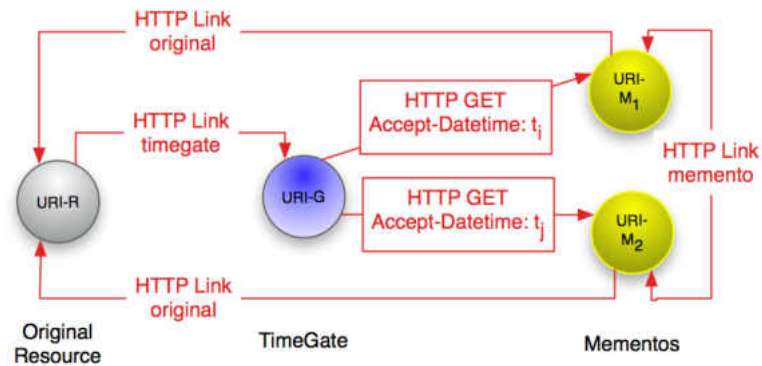 HTTP Link
original
HTTP Link
timegate
HTTP GET
Accept-Datetime: ti
URI-
M1
HTTP Link
memento
URI-R
URI-G
HTTP GET
Accept-Datetime: tj
URI-
M2
HTTP Link
original
Original
Resource
TimeGate
Mementos